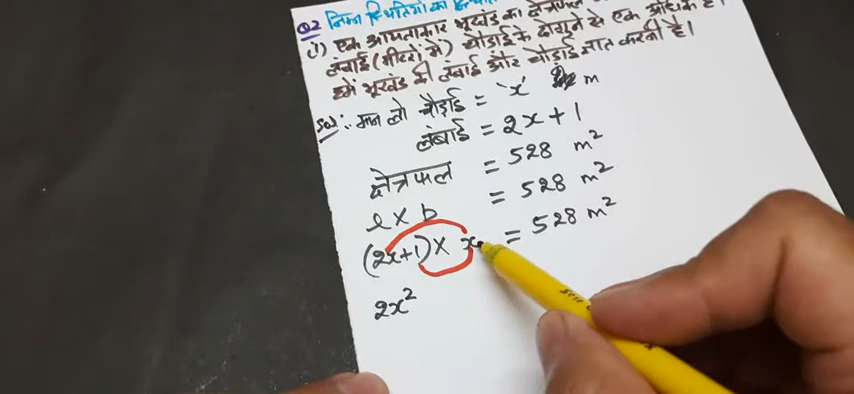 Q2 निम्न स्थितियों का
(i) एक आयताकार भूखंड का क्षेत्रफल
लंबाई (मीटरों में) चौड़ाई के दोगुने से एक अधिक है।
हमें भूखंड की लंबाई और चौड़ाई ज्ञात करनी है।
Sol:- मान लो चौड़ाई = 'x' m
लंबाई = 2x+1
क्षेत्रफल = 528 m²
l × b = 528 m²
(2x+1) × x = 528 m²
2x²